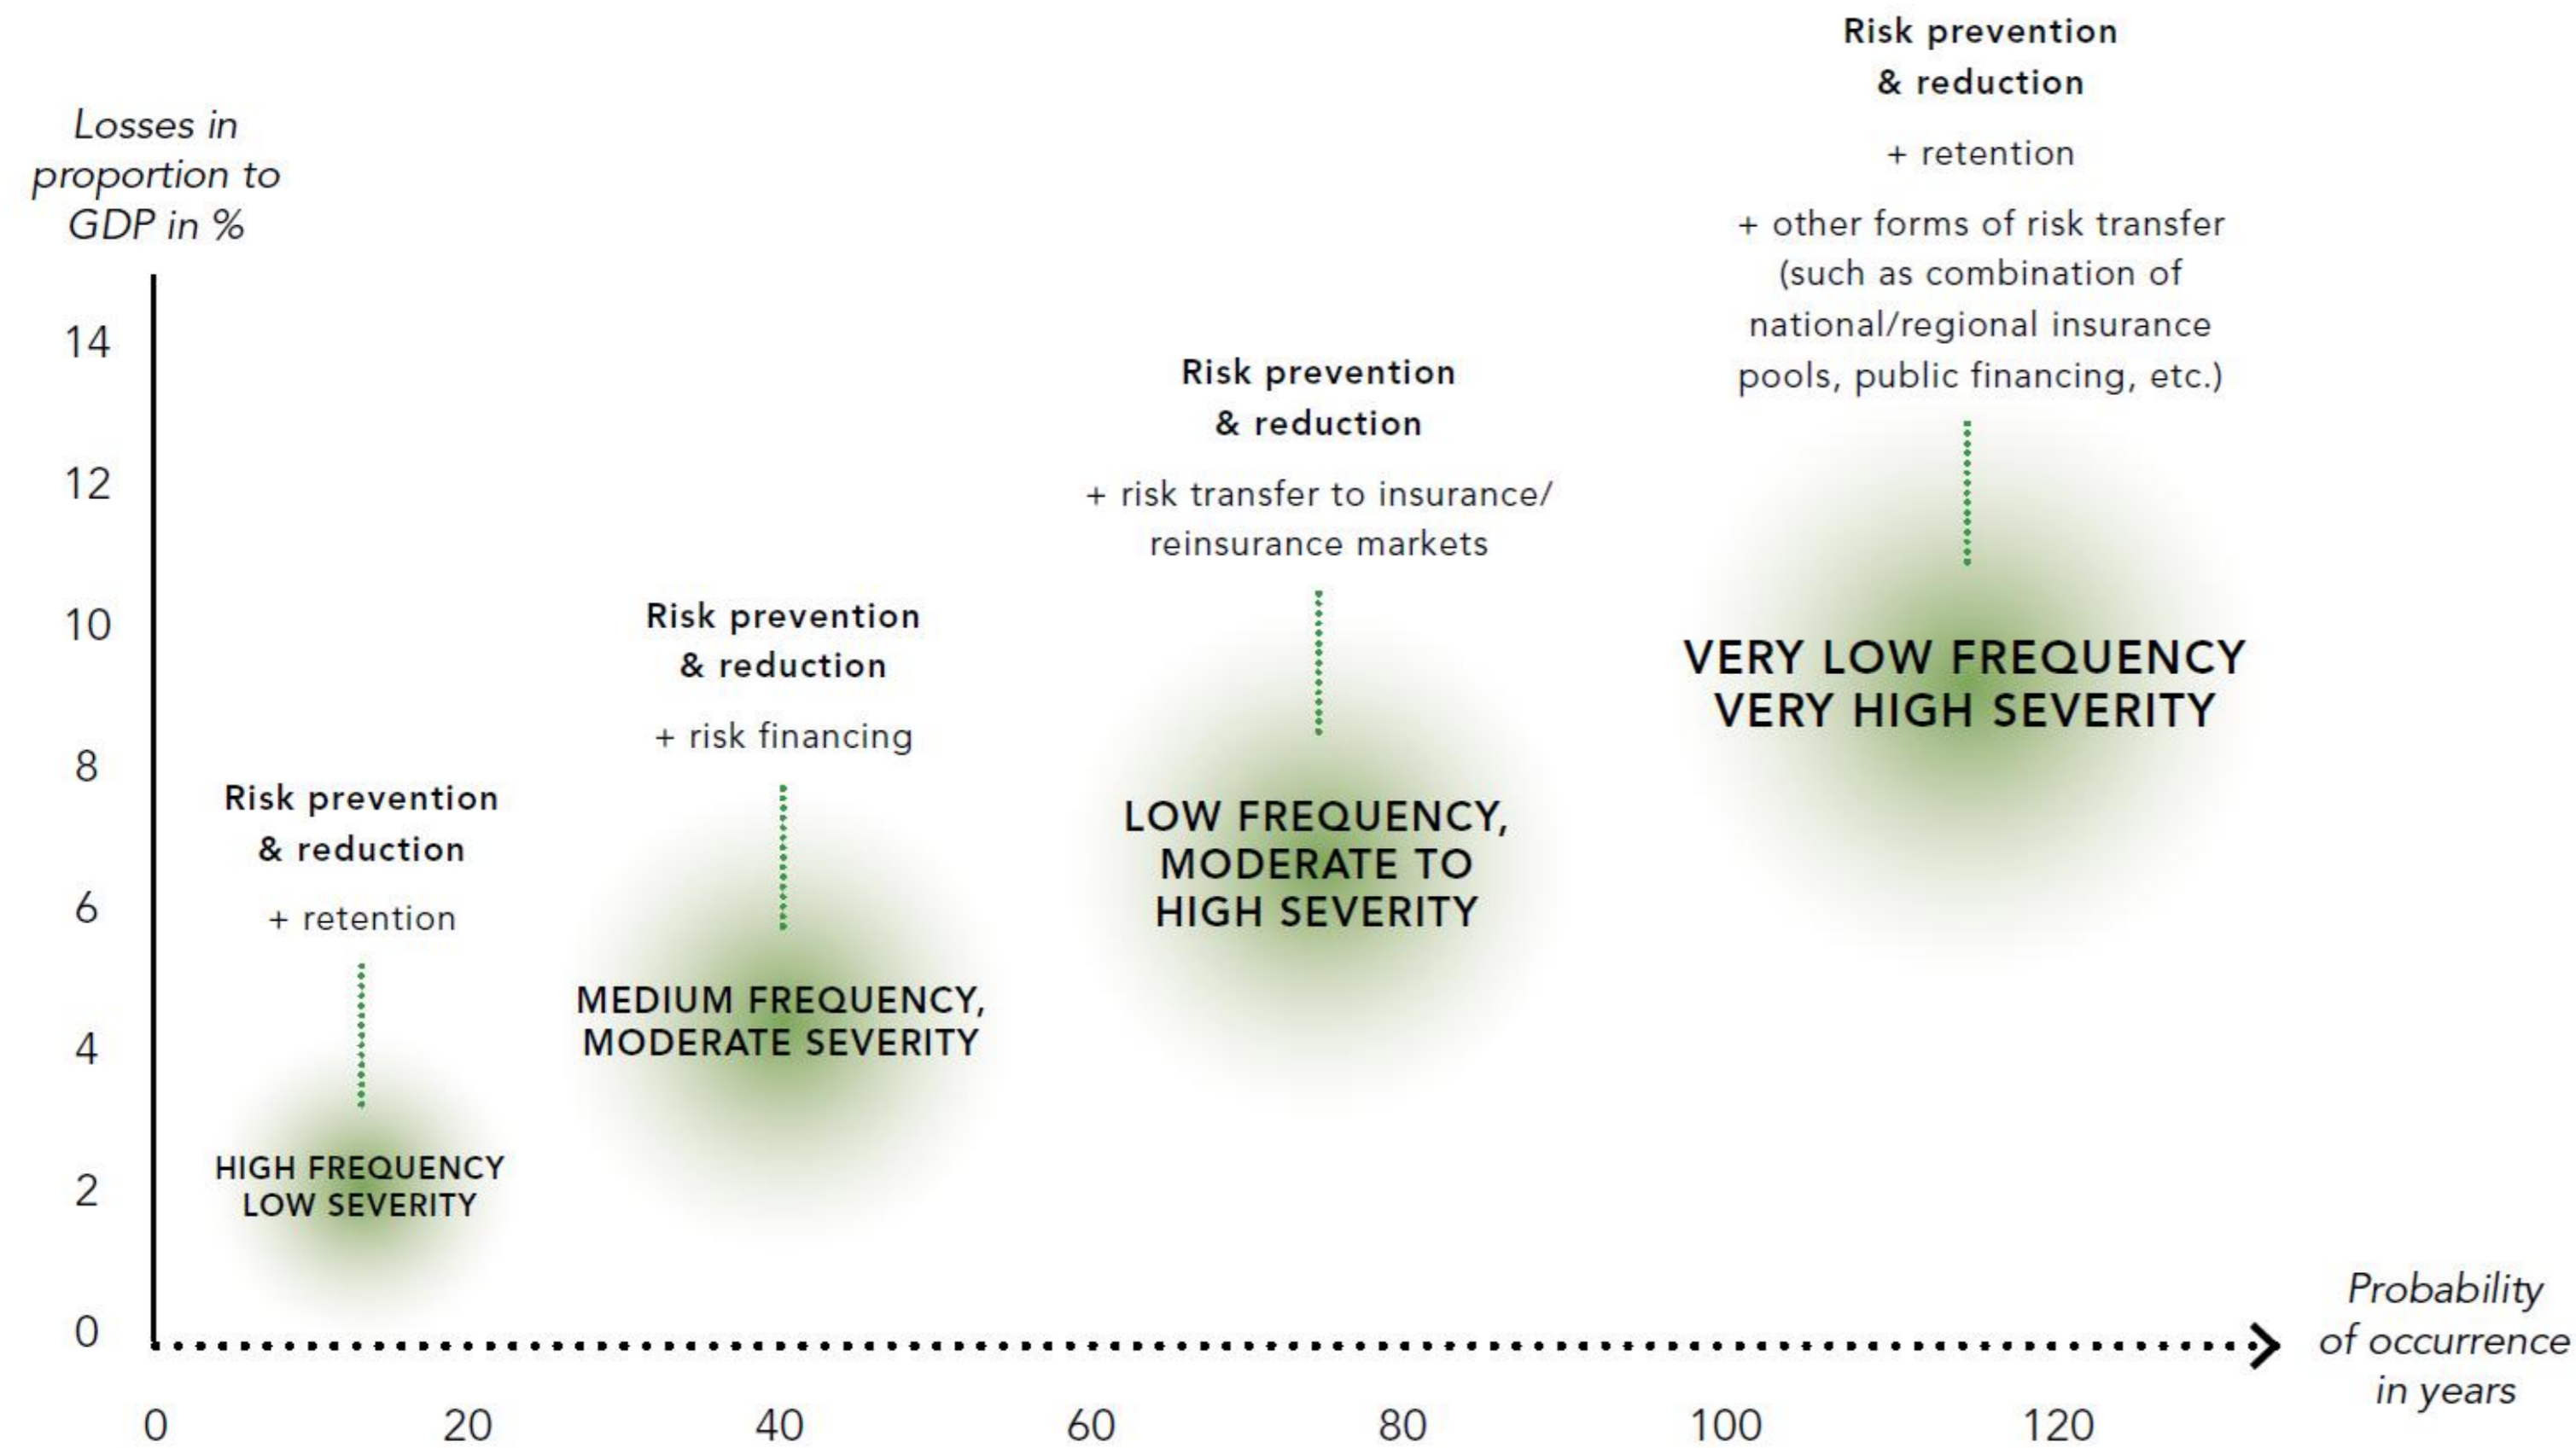 Losses in
proportion to
GDP in %
14
12
10
8
6
4
2
0
Risk prevention
& reduction
+ retention
HIGH FREQUENCY
LOW SEVERITY
Risk prevention
& reduction
+ risk financing
MEDIUM FREQUENCY,
MODERATE SEVERITY
Risk prevention
& reduction
+ risk transfer to insurance/
reinsurance markets
LOW FREQUENCY,
MODERATE TO
HIGH SEVERITY
Risk prevention
& reduction
+ retention
+ other forms of risk transfer
(such as combination of
national/regional insurance
pools, public financing, etc.)
VERY LOW FREQUENCY
VERY HIGH SEVERITY
0 20 40 60 80 100 120
Probability
of occurrence
in years